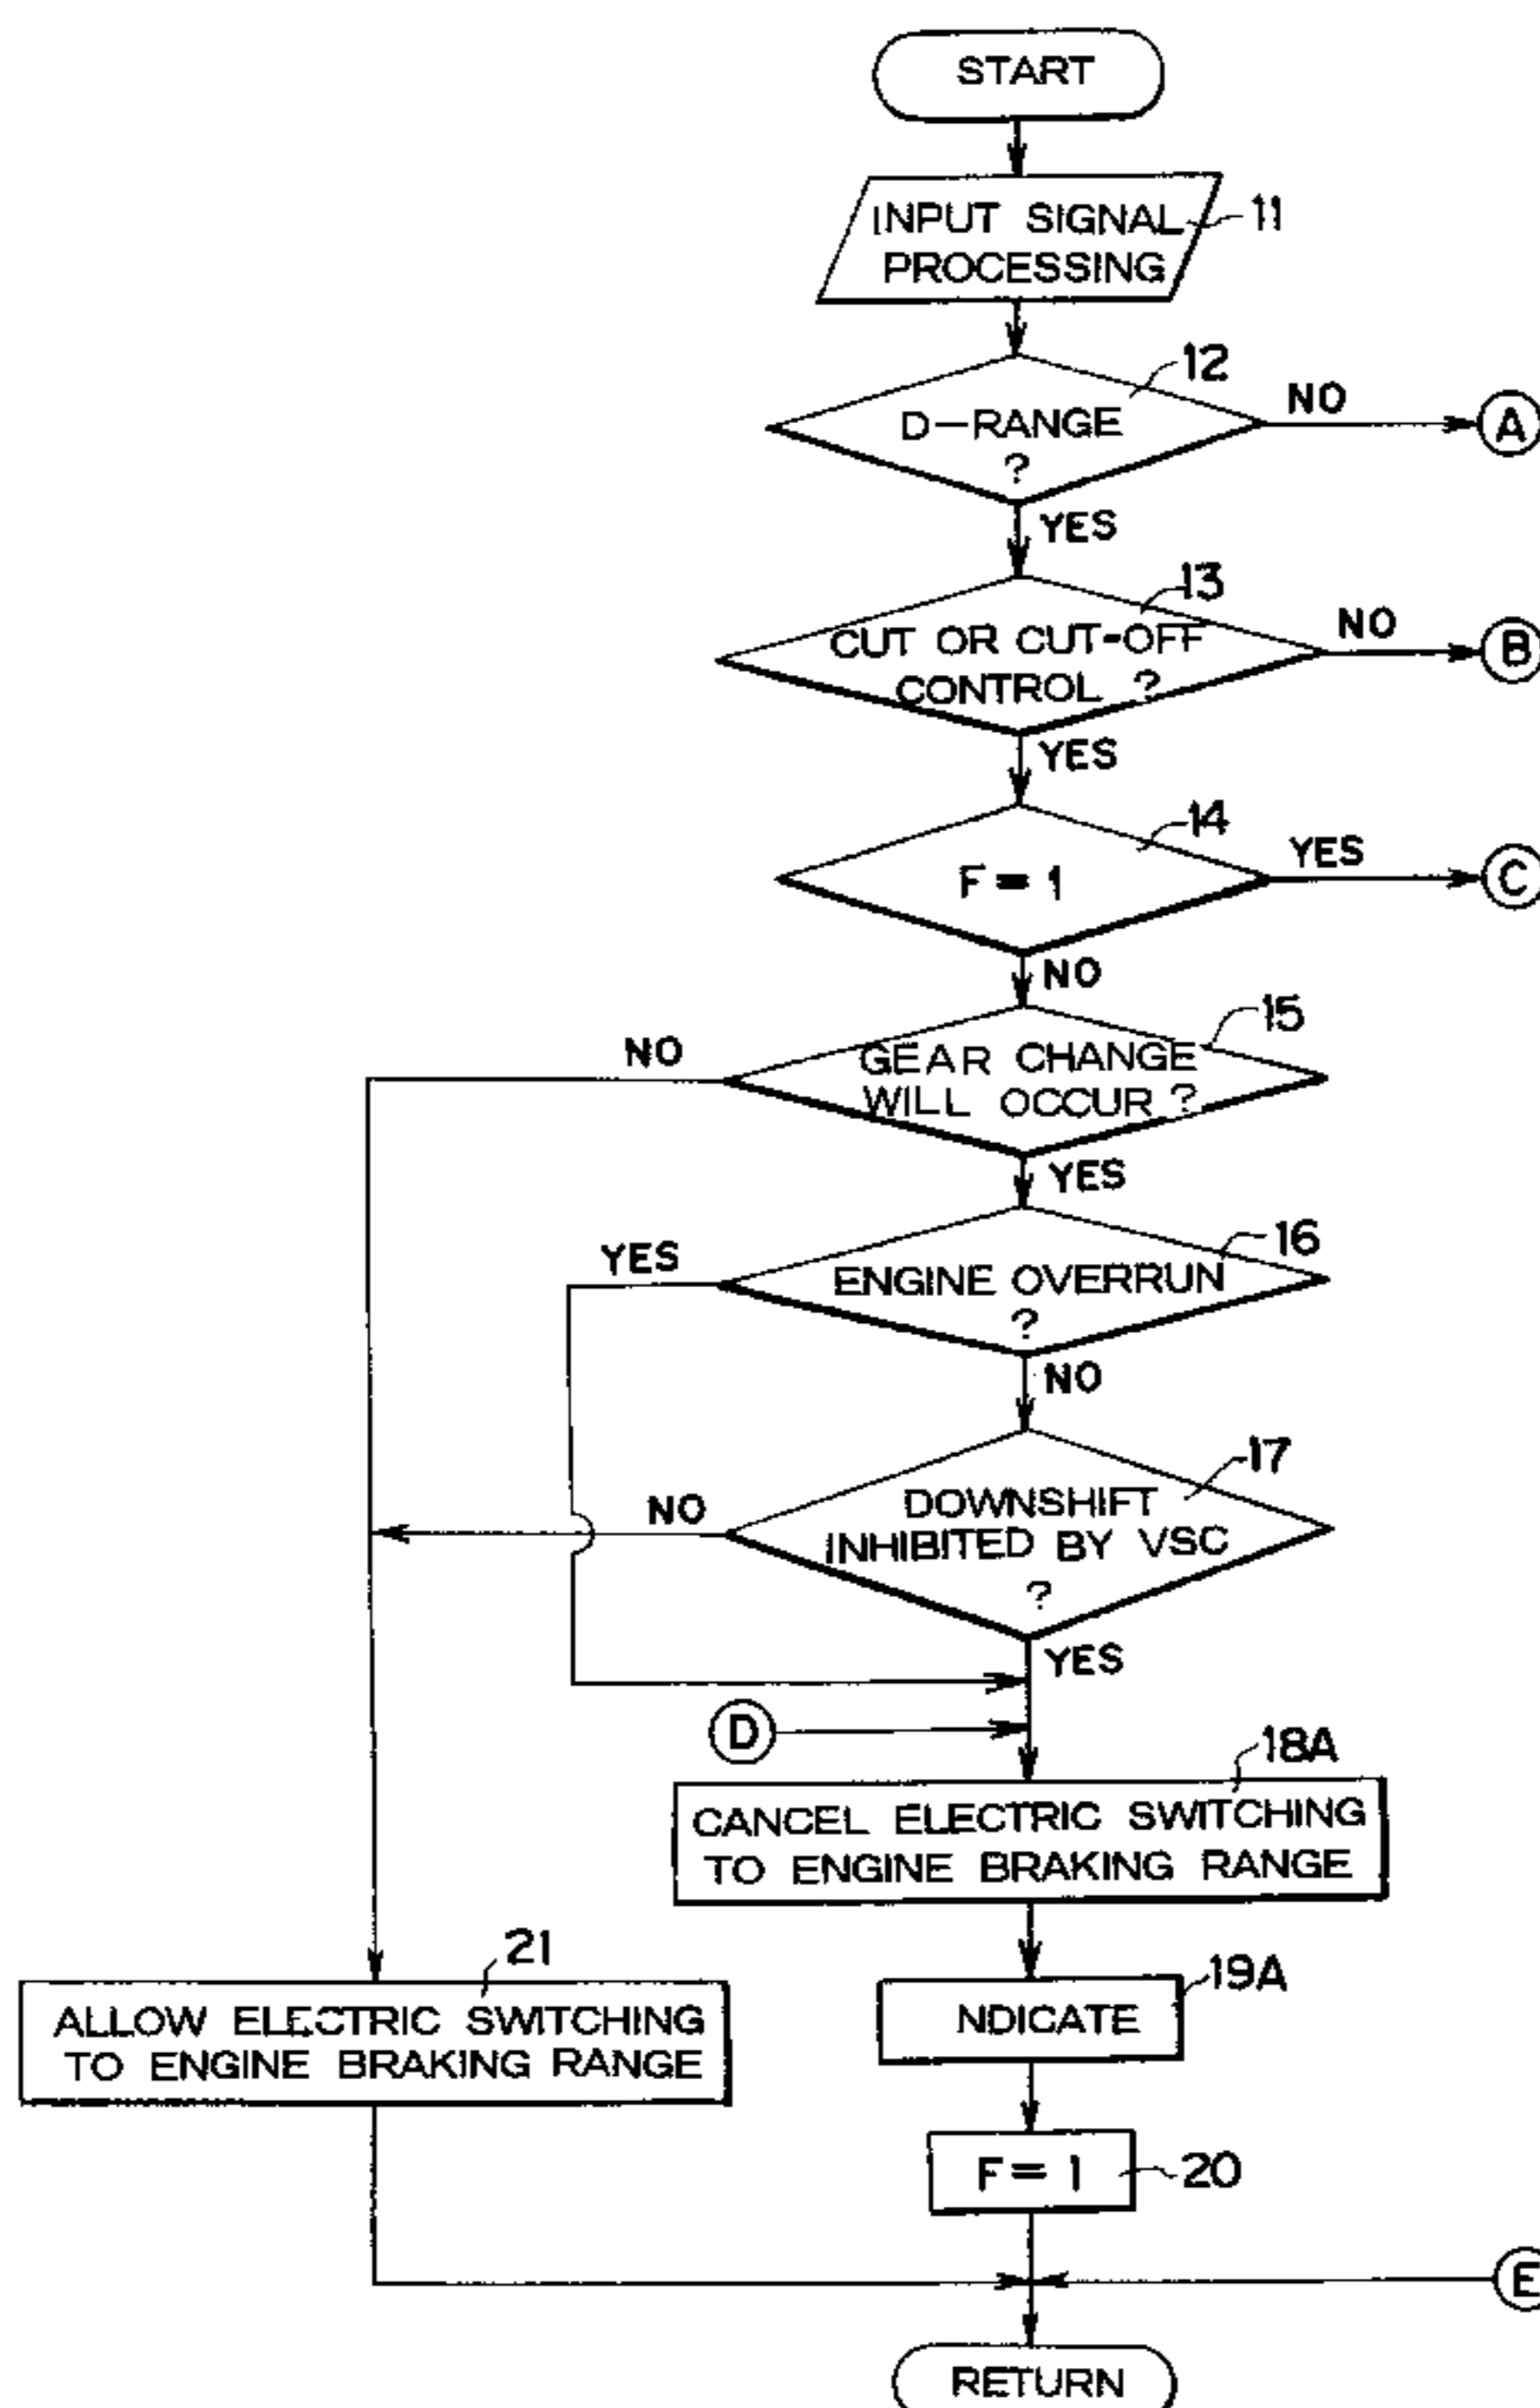 START
INPUT SIGNAL
PROCESSING
11
12
D-RANGE
?
NO
A
YES
13
CUT OR CUT-OFF
CONTROL ?
NO
B
YES
14
F = 1
YES
C
NO
15
GEAR CHANGE
WILL OCCUR ?
NO
YES
16
ENGINE OVERRUN
?
YES
NO
17
DOWNSHIFT
INHIBITED BY VSC
?
NO
YES
D
18A
CANCEL ELECTRIC SWITCHING
TO ENGINE BRAKING RANGE
21
ALLOW ELECTRIC SWITCHING
TO ENGINE BRAKING RANGE
19A
NDICATE
F = 1
20
E
RETURN